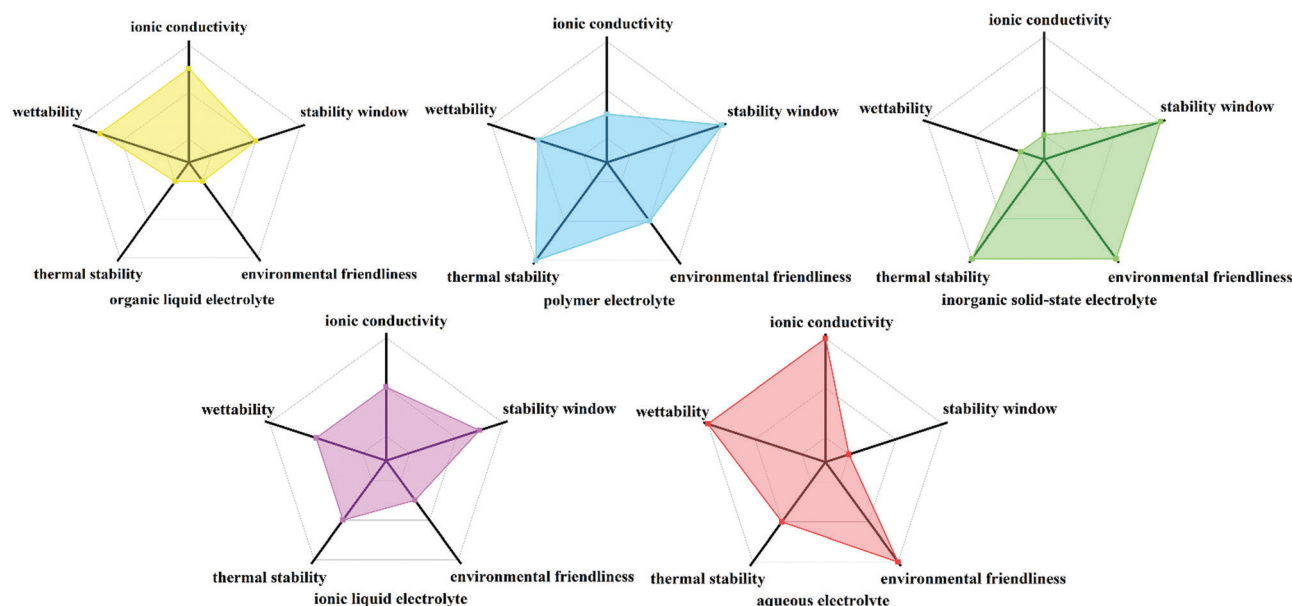 ionic conductivity
wettability
stability window
thermal stability
environmental friendliness
organic liquid electrolyte
ionic conductivity
wettability
stability window
thermal stability
environmental friendliness
polymer electrolyte
ionic conductivity
wettability
stability window
thermal stability
environmental friendliness
inorganic solid-state electrolyte
ionic conductivity
wettability
stability window
thermal stability
environmental friendliness
ionic liquid electrolyte
ionic conductivity
wettability
stability window
thermal stability
environmental friendliness
aqueous electrolyte